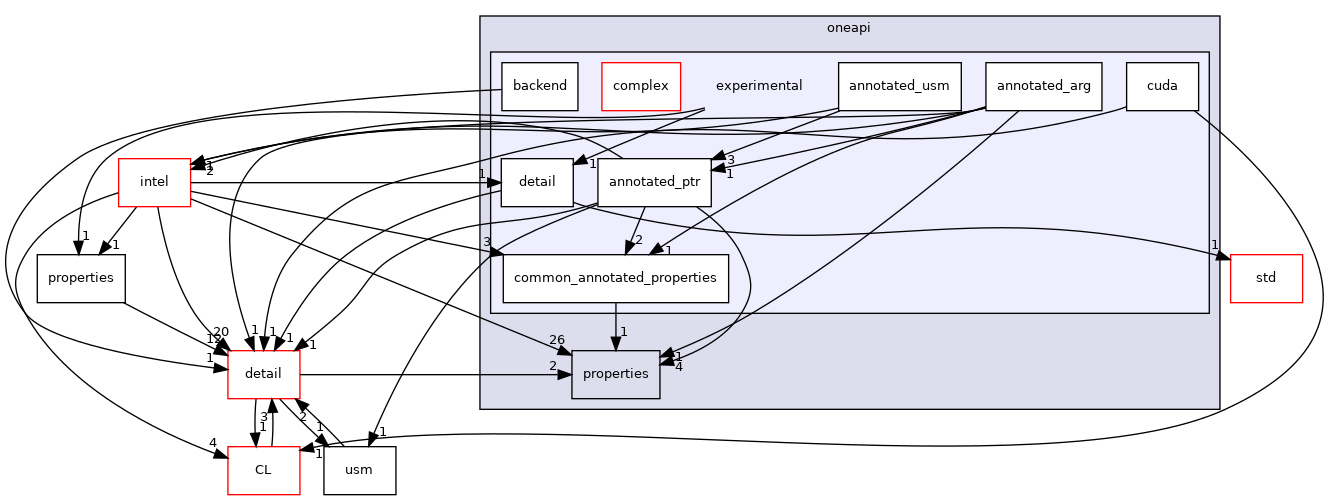 oneapi
backend
complex
experimental
annotated_usm
annotated_arg
cuda
1
1
2
intel
1
detail
1
annotated_ptr
3
1
1
1
3
2
1
1
properties
common_annotated_properties
std
20
12
1
1
1
1
1
26
1
1
4
detail
2
properties
3
1
2
1
1
4
1
CL
usm